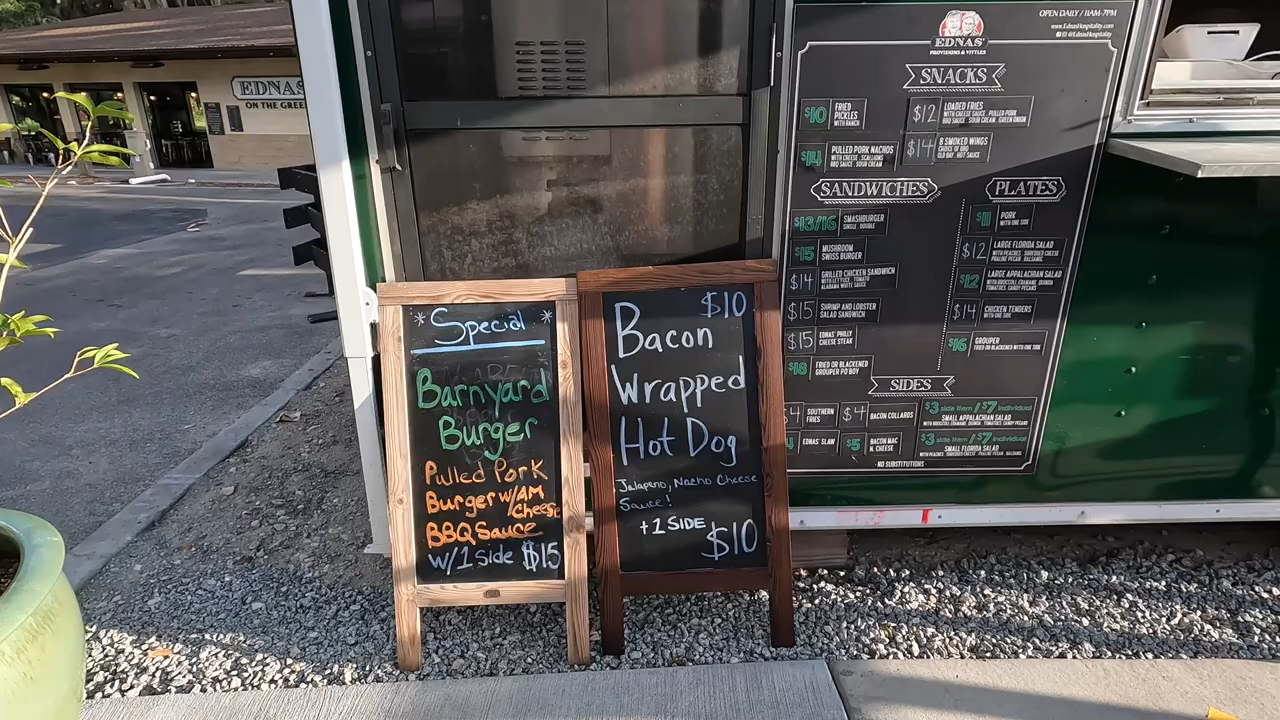 EDNAS'
ON THE GREE
*Special*
Barnyard
Burger
Pulled Pork
Burger w/AM
Cheese
BBQ Sauce
w/1 Side $15
$10
Bacon
Wrapped
Hot Dog
Jalapeno, Nacho Cheese
Sauce!
+1 SIDE
$10
OPEN DAILY / 11AM-7PM
www.EdnasHospitality.com
@EdnasHospitality
EDNAS'
PROVISIONS & VITTLES
SNACKS
$10 FRIED
PICKLES
WITH RANCH
$12 LOADED FRIES
WITH CHEESE SAUCE . PULLED PORK
BBQ SAUCE . SOUR CREAM . GREEN ONION
$14 PULLED PORK NACHOS
WITH CHEESE . SCALLIONS
BBQ SAUCE . SOUR CREAM
$14 8 SMOKED WINGS
CHOICE OF BBQ
OLD BAY . HOT SAUCE
SANDWICHES
$13/16 SMASHBURGER
SINGLE . DOUBLE
$15 MUSHROOM
SWISS BURGER
$14 GRILLED CHICKEN SANDWICH
WITH LETTUCE . TOMATO
ALABAMA WHITE SAUCE
$15 SHRIMP AND LOBSTER
SALAD SANDWICH
$15 EDNAS' PHILLY
CHEESE STEAK
$18 FRIED OR BLACKENED
GROUPER PO'BOY
PLATES
$11 PORK
WITH ONE SIDE
$12 LARGE FLORIDA SALAD
WITH PEACHES . SHREDDED CHEESE
PRALINE PECAN . BALSAMIC
$12 LARGE APPALACHIAN SALAD
WITH BROCCOLI, EDAMAME, QUINOA
TOMATOES, CANDY PECANS
$14 CHICKEN TENDERS
WITH ONE SIDE
$16 GROUPER
FRIED OR BLACKENED WITH ONE SIDE
SIDES
$4 SOUTHERN
FRIES
$4 BACON COLLARDS
4 EDNAS' SLAW
$5 BACON MAC
N. CHEESE
$3 side item / $7 individual
SMALL APPALACHIAN SALAD
WITH BROCCOLI, EDAMAME, QUINOA . TOMATOES, CANDY PECANS
$3 side item / $7 individual
SMALL FLORIDA SALAD
WITH PEACHES . SHREDDED CHEESE . PRALINE PECAN . BALSAMIC
- NO SUBSTITUTIONS